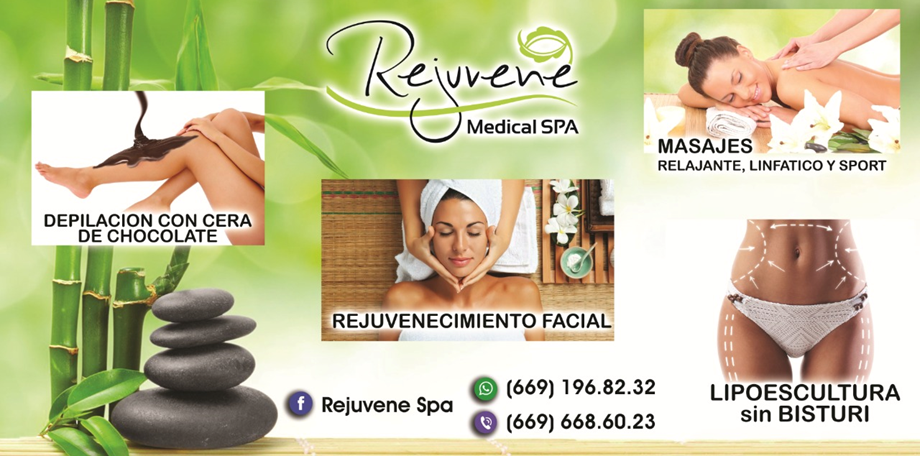 Rejuvene
Medical SPA
MASAJES
RELAJANTE, LINFATICO Y SPORT
DEPILACION CON CERA
DE CHOCOLATE
REJUVENECIMIENTO FACIAL
LIPOESCULTURA
sin BISTURI
f Rejuvene Spa
(669) 196.82.32
(669) 668.60.23